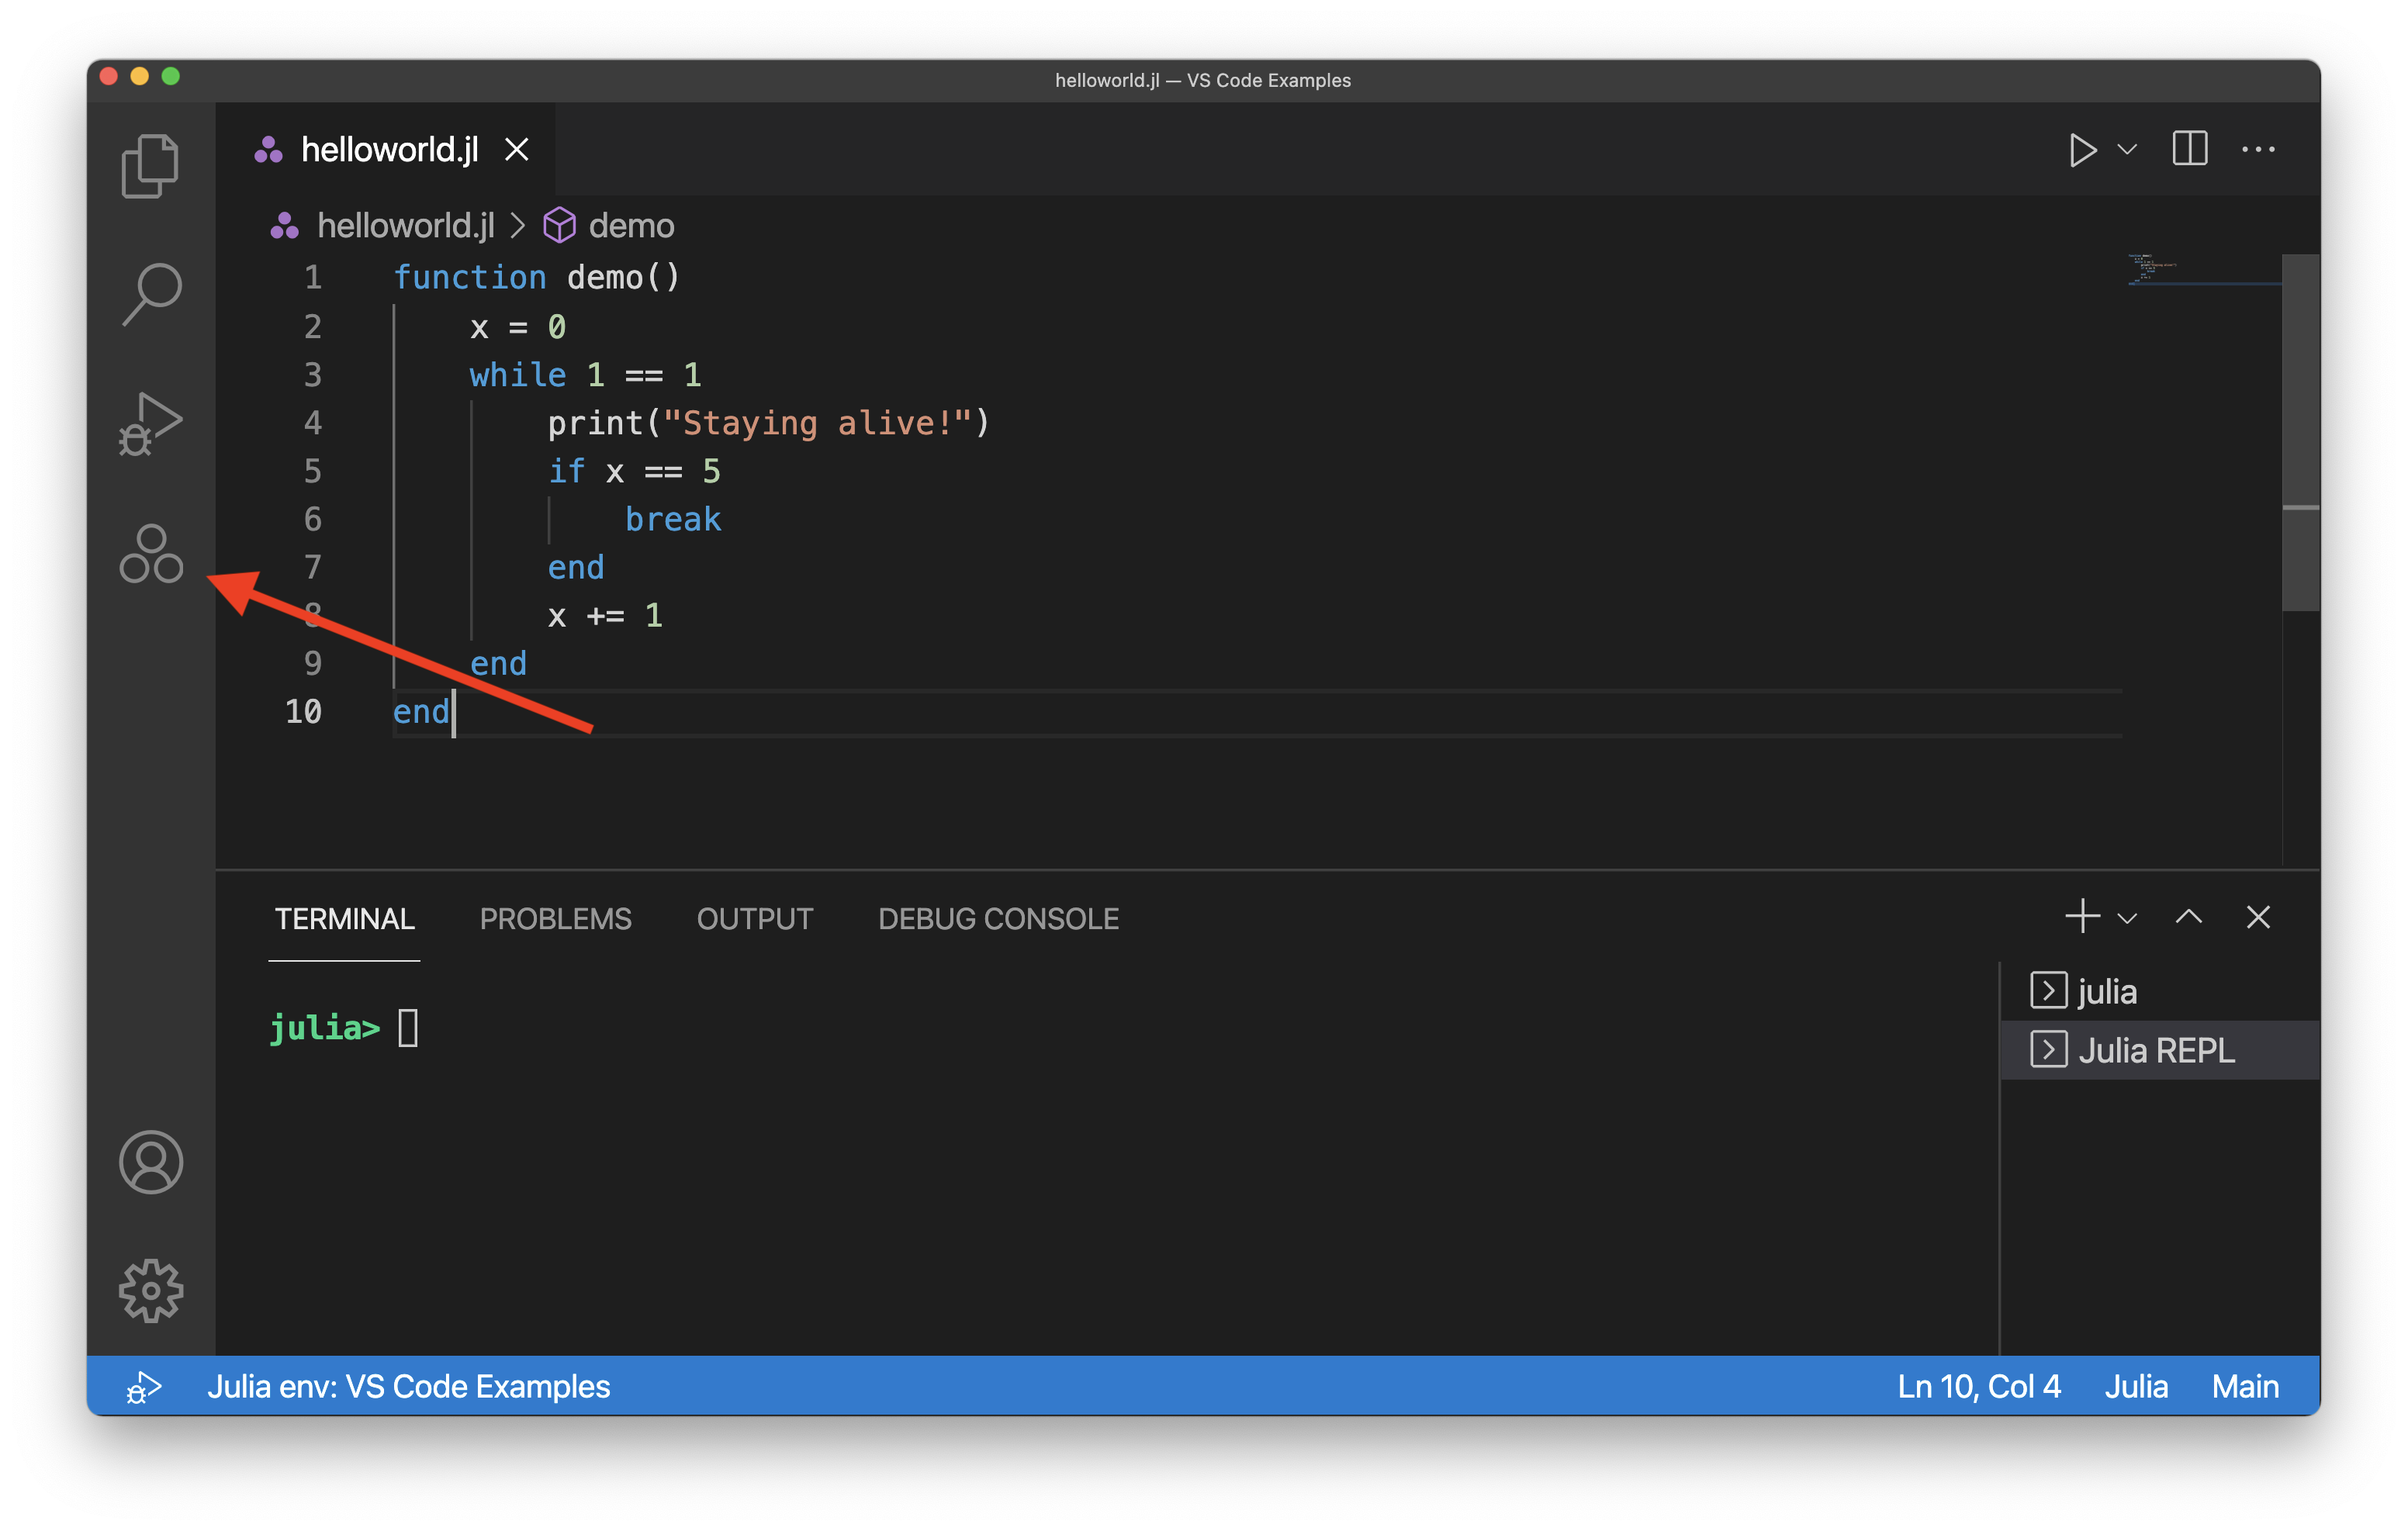 helloworld.jl — VS Code Examples
helloworld.jl
helloworld.jl > demo
1 function demo()
2     x = 0
3     while 1 == 1
4         print("Staying alive!")
5         if x == 5
6             break
7         end
8         x += 1
9     end
10 end
TERMINAL PROBLEMS OUTPUT DEBUG CONSOLE
julia>
julia
Julia REPL
Julia env: VS Code Examples Ln 10, Col 4 Julia Main